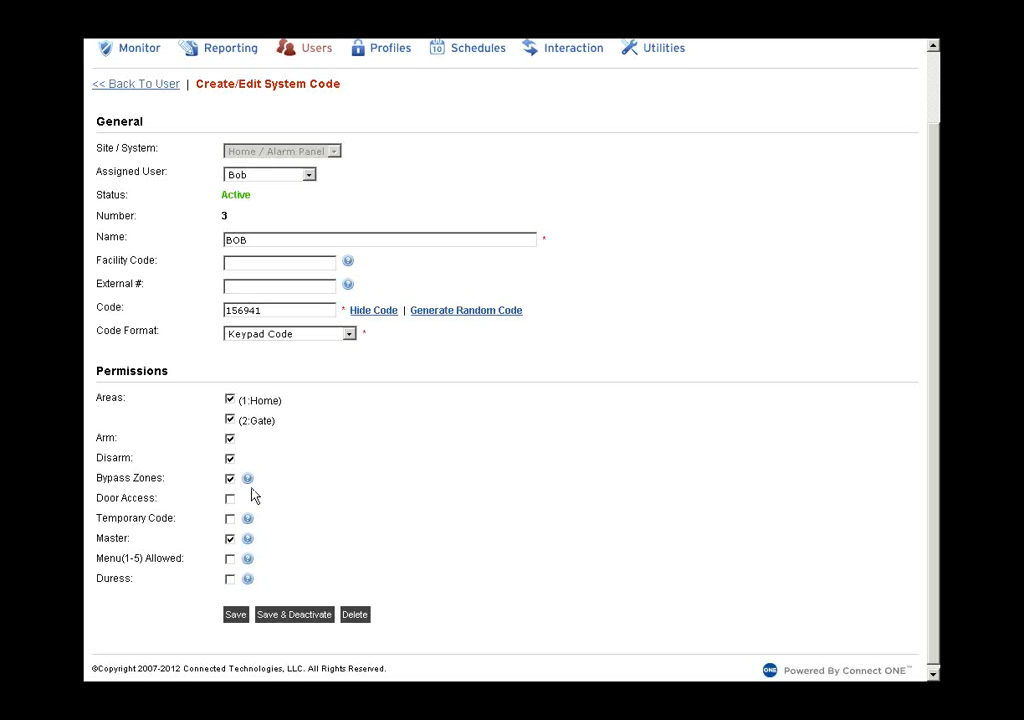 Monitor Reporting Users Profiles 10 Schedules Interaction Utilities
<< Back To User | Create/Edit System Code
General
Site / System: Home / Alarm Panel
Assigned User: Bob
Status: Active
Number: 3
Name: BOB *
Facility Code:
External #:
Code: 156941 * Hide Code | Generate Random Code
Code Format: Keypad Code *
Permissions
Areas: (1:Home)
(2:Gate)
Arm:
Disarm:
Bypass Zones:
Door Access:
Temporary Code:
Master:
Menu(1-5) Allowed:
Duress:
Save Save & Deactivate Delete
©Copyright 2007-2012 Connected Technologies, LLC. All Rights Reserved. ONE Powered By Connect ONE™